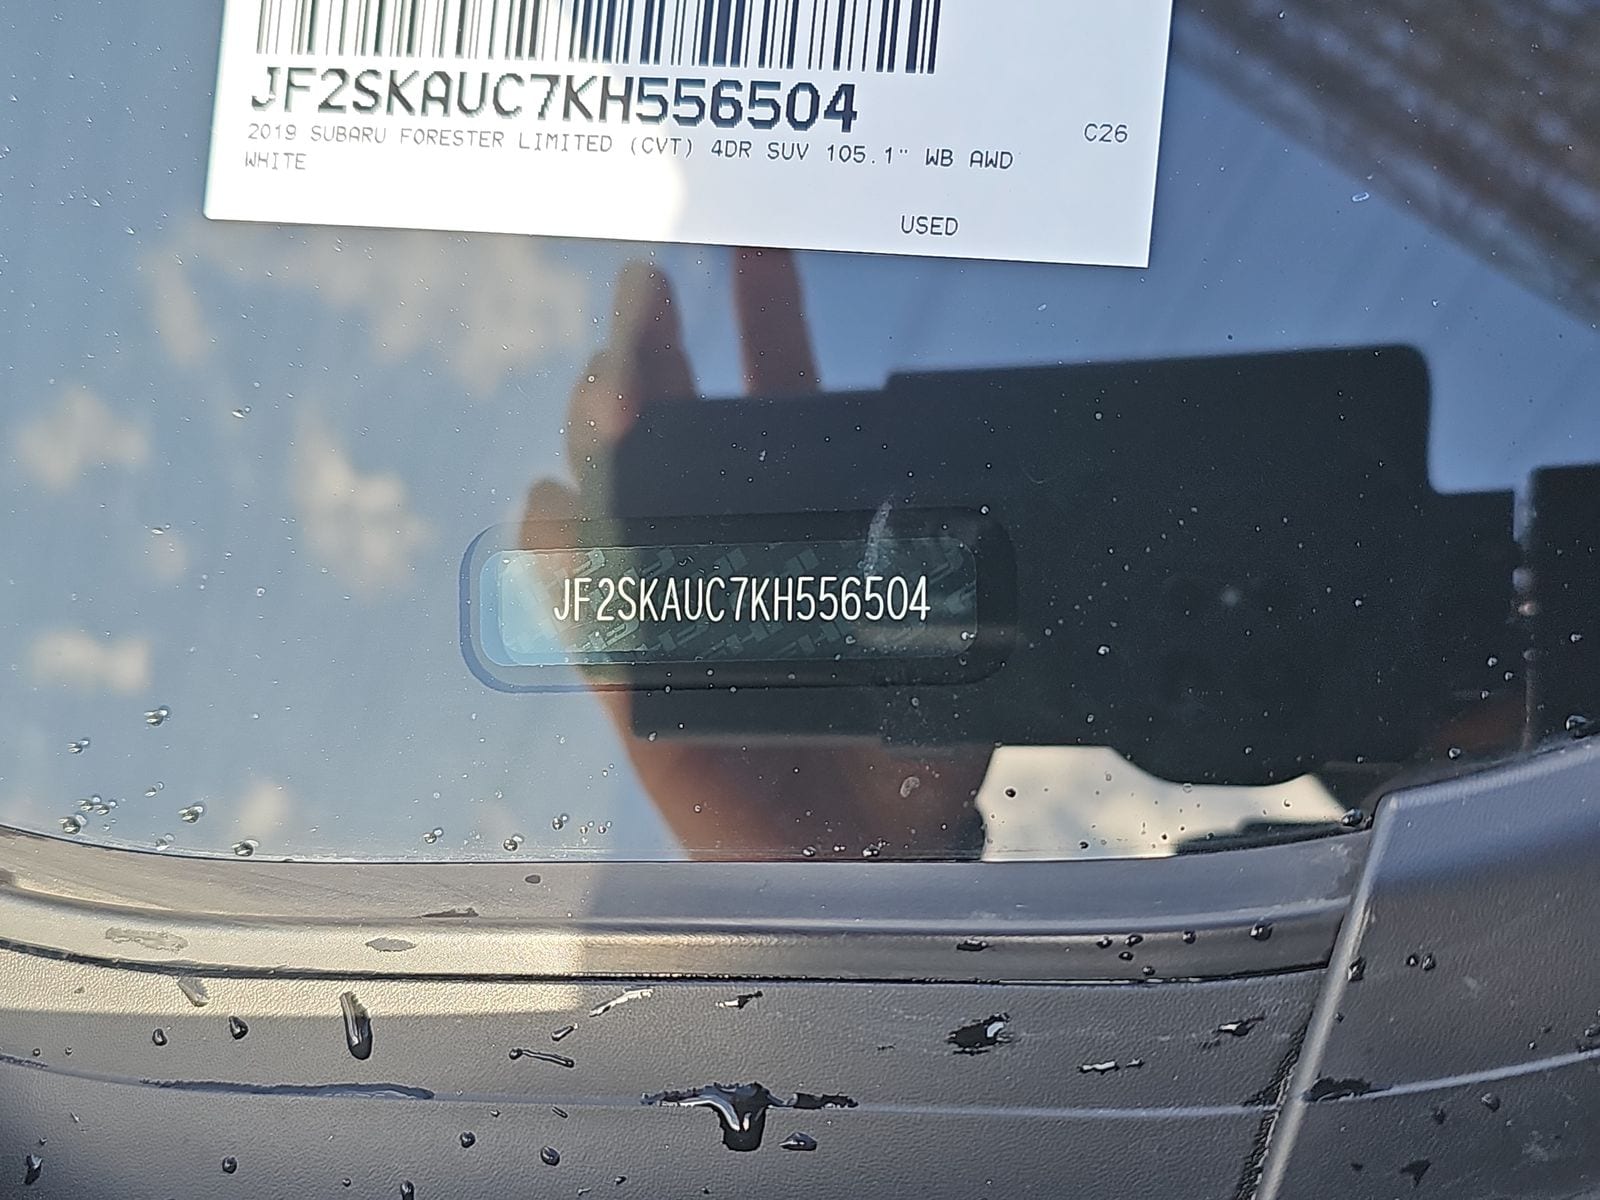 JF2SKAUC7KH556504
2019 SUBARU FORESTER LIMITED (CVT) 4DR SUV 105.1" WB AWD C26
WHITE
USED
JF2SKAUC7KH556504